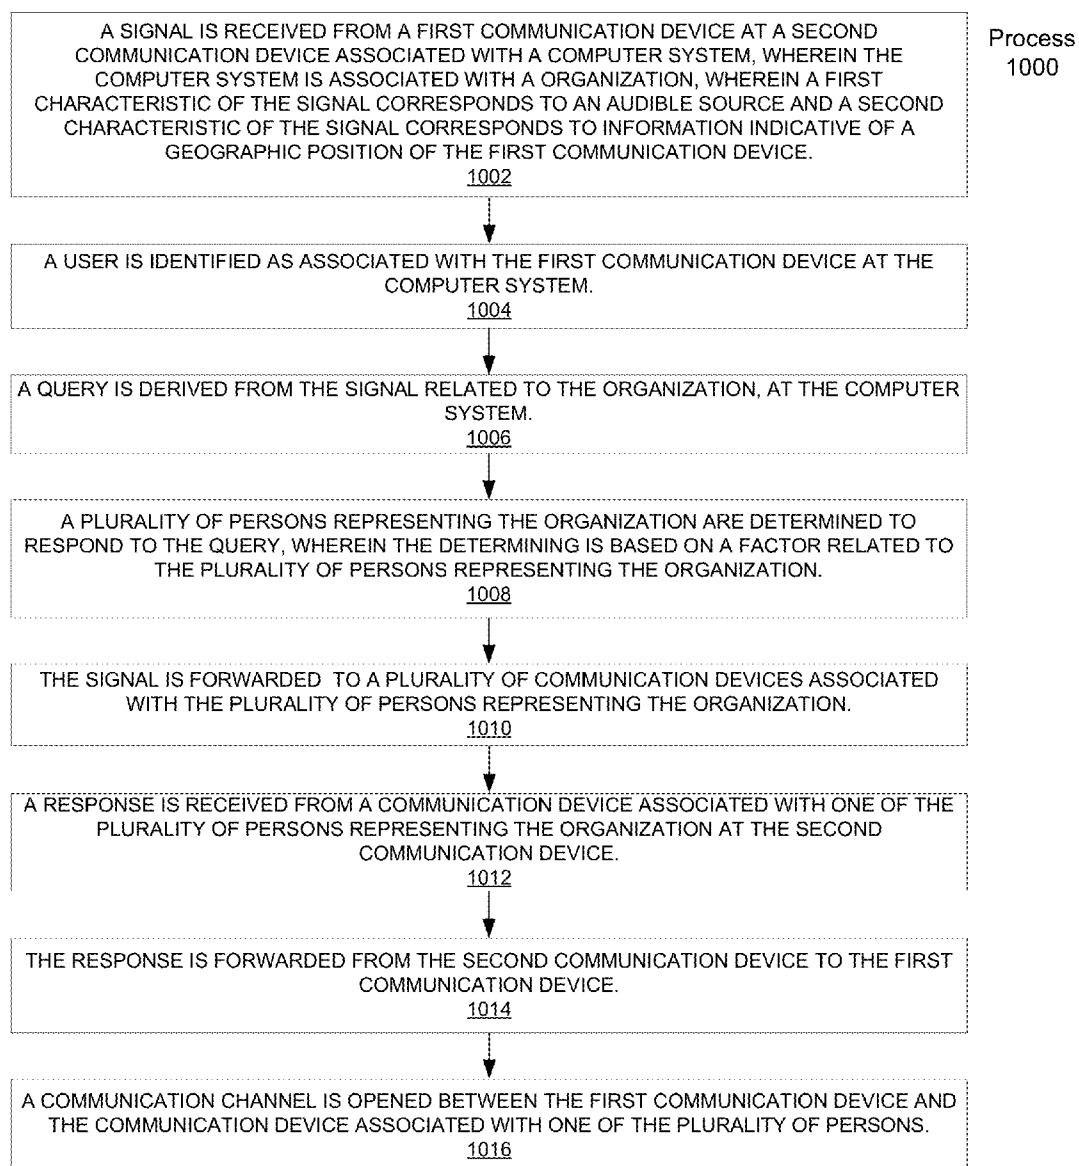 A SIGNAL IS RECEIVED FROM A FIRST COMMUNICATION DEVICE AT A SECOND
COMMUNICATION DEVICE ASSOCIATED WITH A COMPUTER SYSTEM, WHEREIN THE
COMPUTER SYSTEM IS ASSOCIATED WITH A ORGANIZATION, WHEREIN A FIRST
CHARACTERISTIC OF THE SIGNAL CORRESPONDS TO AN AUDIBLE SOURCE AND A SECOND
CHARACTERISTIC OF THE SIGNAL CORRESPONDS TO INFORMATION INDICATIVE OF A
GEOGRAPHIC POSITION OF THE FIRST COMMUNICATION DEVICE.
1002
Process
1000
A USER IS IDENTIFIED AS ASSOCIATED WITH THE FIRST COMMUNICATION DEVICE AT THE
COMPUTER SYSTEM.
1004
A QUERY IS DERIVED FROM THE SIGNAL RELATED TO THE ORGANIZATION, AT THE COMPUTER
SYSTEM.
1006
A PLURALITY OF PERSONS REPRESENTING THE ORGANIZATION ARE DETERMINED TO
RESPOND TO THE QUERY, WHEREIN THE DETERMINING IS BASED ON A FACTOR RELATED TO
THE PLURALITY OF PERSONS REPRESENTING THE ORGANIZATION.
1008
THE SIGNAL IS FORWARDED TO A PLURALITY OF COMMUNICATION DEVICES ASSOCIATED
WITH THE PLURALITY OF PERSONS REPRESENTING THE ORGANIZATION.
1010
A RESPONSE IS RECEIVED FROM A COMMUNICATION DEVICE ASSOCIATED WITH ONE OF THE
PLURALITY OF PERSONS REPRESENTING THE ORGANIZATION AT THE SECOND
COMMUNICATION DEVICE.
1012
THE RESPONSE IS FORWARDED FROM THE SECOND COMMUNICATION DEVICE TO THE FIRST
COMMUNICATION DEVICE.
1014
A COMMUNICATION CHANNEL IS OPENED BETWEEN THE FIRST COMMUNICATION DEVICE AND
THE COMMUNICATION DEVICE ASSOCIATED WITH ONE OF THE PLURALITY OF PERSONS.
1016